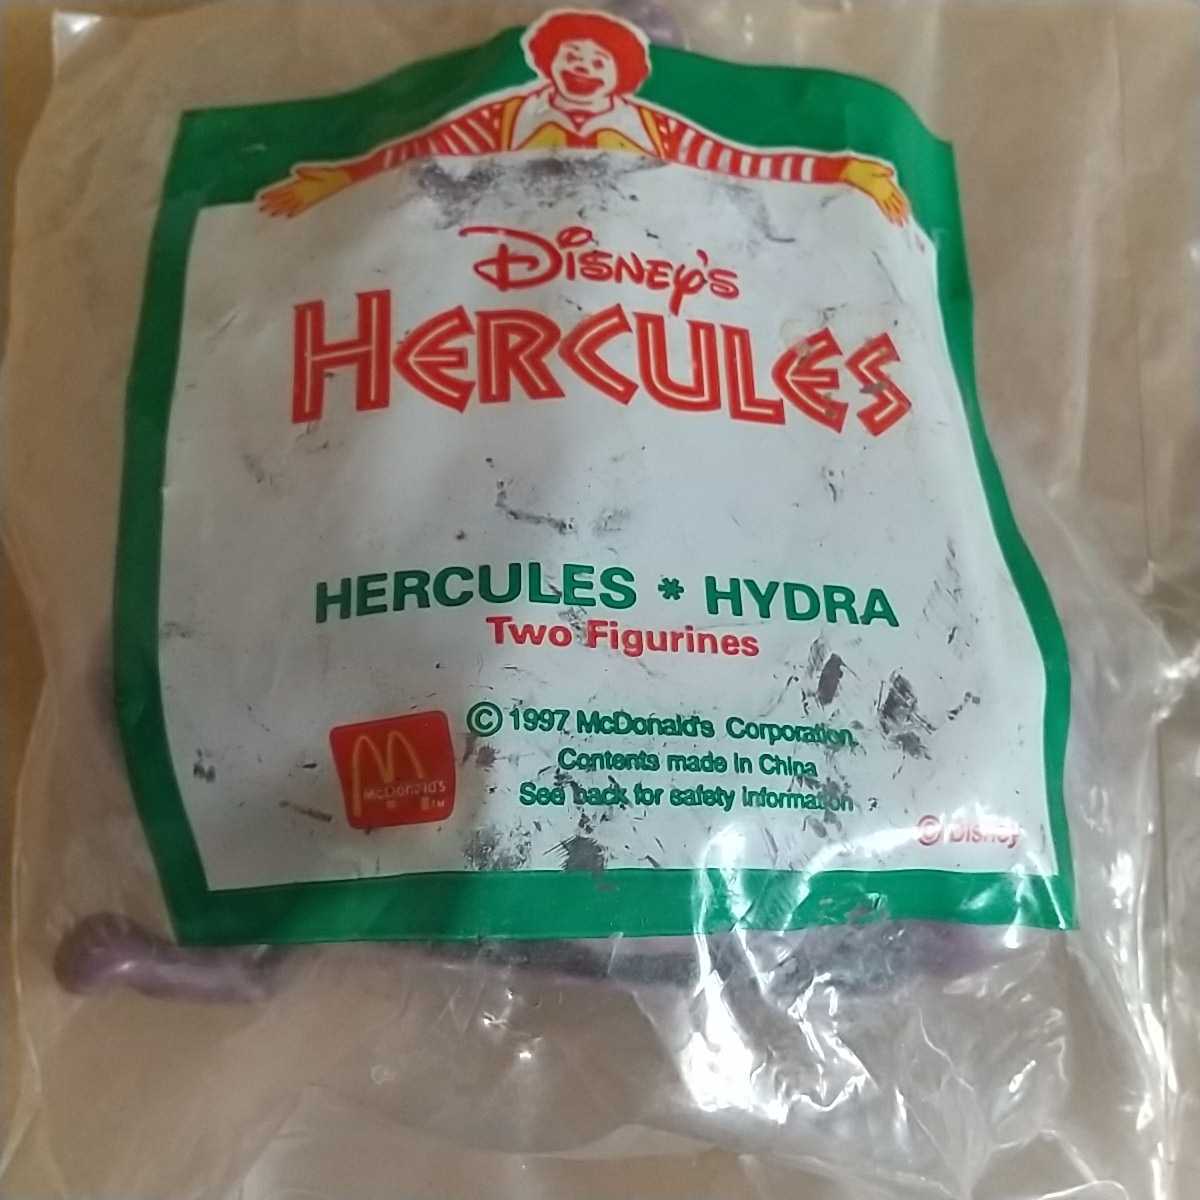 Disney's
HERCULES
HERCULES * HYDRA
Two Figurines
© 1997 McDonald's Corporation
Contents made in China
See back for safety information
McDonald's
© Disney